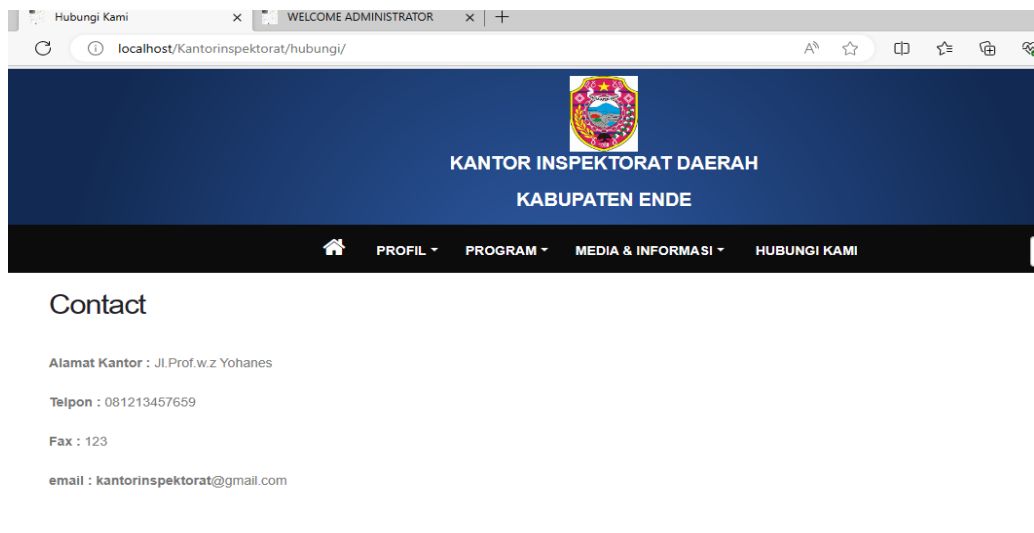 Hubungi Kami WELCOME ADMINISTRATOR
localhost/Kantorinspektorat/hubungi/
KANTOR INSPEKTORAT DAERAH
KABUPATEN ENDE
PROFIL PROGRAM MEDIA & INFORMASI HUBUNGI KAMI
Contact
Alamat Kantor : Jl.Prof.w.z Yohanes
Telpon : 081213457659
Fax : 123
email : kantorinspektorat@gmail.com